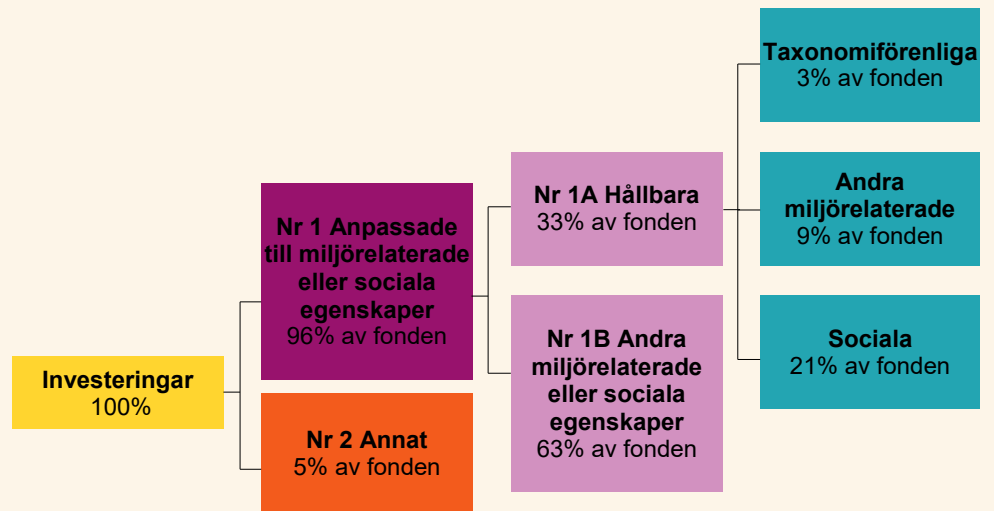 Investeringar
100%
Nr 1 Anpassade
till miljörelaterade
eller sociala
egenskaper
96% av fonden
Nr 2 Annat
5% av fonden
Nr 1A Hållbara
33% av fonden
Nr 1B Andra
miljörelaterade
eller sociala
egenskaper
63% av fonden
Taxonomiförenliga
3% av fonden
Andra
miljörelaterade
9% av fonden
Sociala
21% av fonden